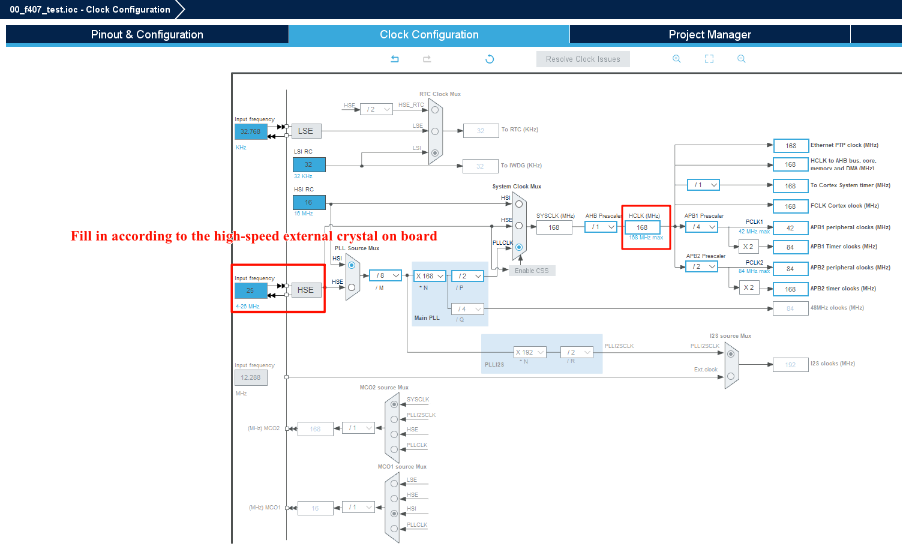 00_f407_test.ioc - Clock Configuration
Pinout & Configuration
Clock Configuration
Project Manager
Resolve Clock Issues
RTC Clock Mux
HSE
/ 2
HSE_RTC
Input frequency
32.768
KHz
LSE
LSE
32
To RTC (KHz)
LSI RC
32
32 KHz
LSI
32
To IWDG (KHz)
HSI RC
16
16 MHz
System Clock Mux
HSI
HSE
PLLCLK
Enable CSS
SYSCLK (MHz)
168
AHB Prescaler
/ 1
HCLK (MHz)
168
168 MHz max
168
Ethernet PTP clock (MHz)
168
HCLK to AHB bus, core,
memory and DMA (MHz)
/ 1
168
To Cortex System timer (MHz)
168
FCLK Cortex clock (MHz)
APB1 Prescaler
/ 4
PCLK1
42 MHz max
42
APB1 peripheral clocks (MHz)
X 2
84
APB1 Timer clocks (MHz)
APB2 Prescaler
/ 2
PCLK2
84 MHz max
84
APB2 peripheral clocks (MHz)
X 2
168
APB2 timer clocks (MHz)
84
48MHz clocks (MHz)
Fill in according to the high-speed external crystal on board
PLL Source Mux
HSI
HSE
Input frequency
25
4-26 MHz
HSE
/ 8
/ M
X 168
* N
/ 2
/ P
/ 4
/ Q
Main PLL
X 192
* N
/ 2
/ R
PLLI2S
PLLI2SCLK
I2S source Mux
PLLI2SCLK
Ext.clock
192
I2S clocks (MHz)
Input frequency
12.288
MHz
MCO2 source Mux
SYSCLK
PLLI2SCLK
HSE
PLLCLK
(MHz) MCO2
168
/ 1
MCO1 source Mux
LSE
HSE
HSI
PLLCLK
(MHz) MCO1
16
/ 1